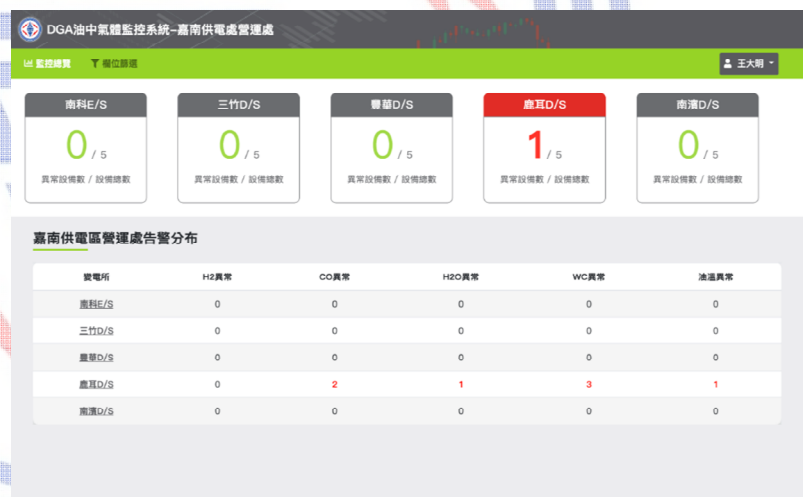 DGA油中氣體監控系統-嘉南供電處營運處
監控總覽 欄位篩選 王大明
南科E/S 三竹D/S 豐華D/S 鹿耳D/S 南濱D/S
0 / 5 0 / 5 0 / 5 1 / 5 0 / 5
異常設備數 / 設備總數 異常設備數 / 設備總數 異常設備數 / 設備總數 異常設備數 / 設備總數 異常設備數 / 設備總數
嘉南供電區營運處告警分布
變電所 H2異常 CO異常 H2O異常 WC異常 油溫異常
南科E/S 0 0 0 0 0
三竹D/S 0 0 0 0 0
豐華D/S 0 0 0 0 0
鹿耳D/S 0 2 1 3 1
南濱D/S 0 0 0 0 0